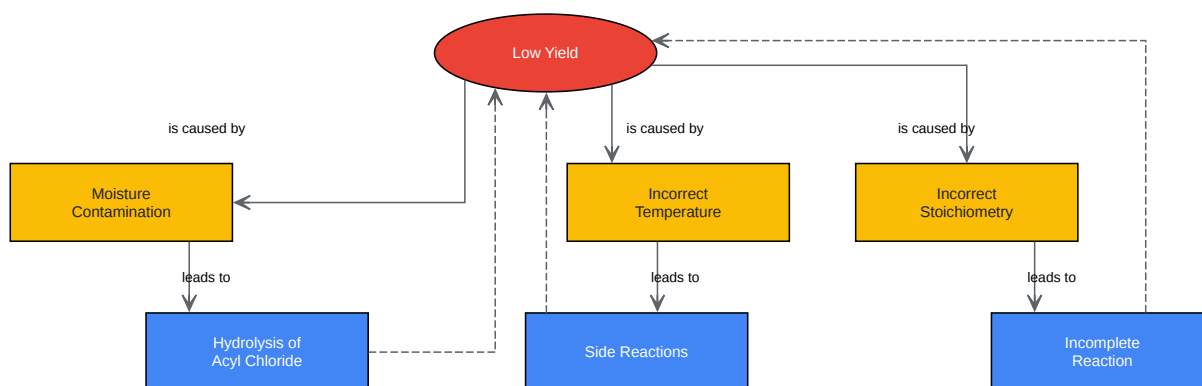 Low Yield
is caused by
is caused by
is caused by
Moisture
Contamination
Incorrect
Temperature
Incorrect
Stoichiometry
leads to
leads to
leads to
Hydrolysis of
Acyl Chloride
Side Reactions
Incomplete
Reaction